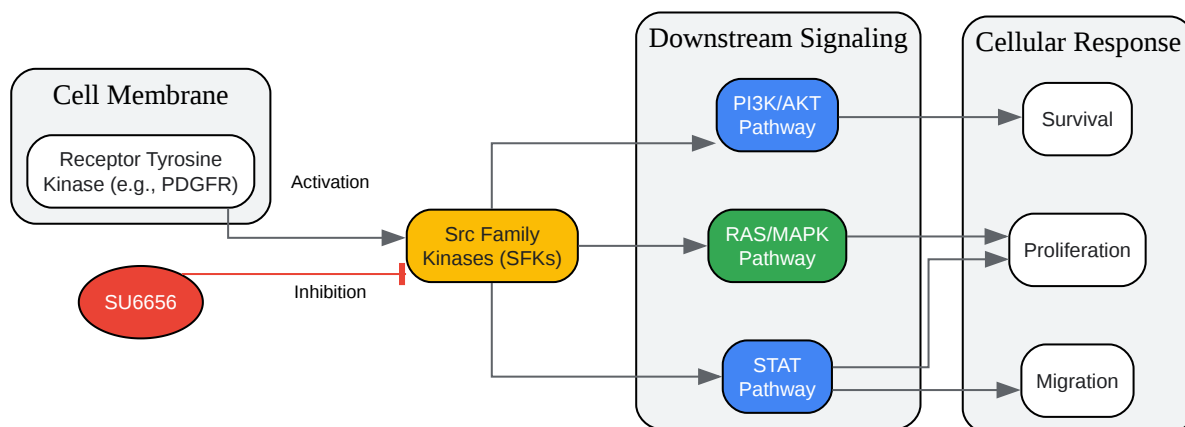 Cell Membrane
Receptor Tyrosine
Kinase (e.g., PDGFR)
Activation
SU6656
Inhibition
Src Family
Kinases (SFKs)
Downstream Signaling
PI3K/AKT
Pathway
RAS/MAPK
Pathway
STAT
Pathway
Cellular Response
Survival
Proliferation
Migration